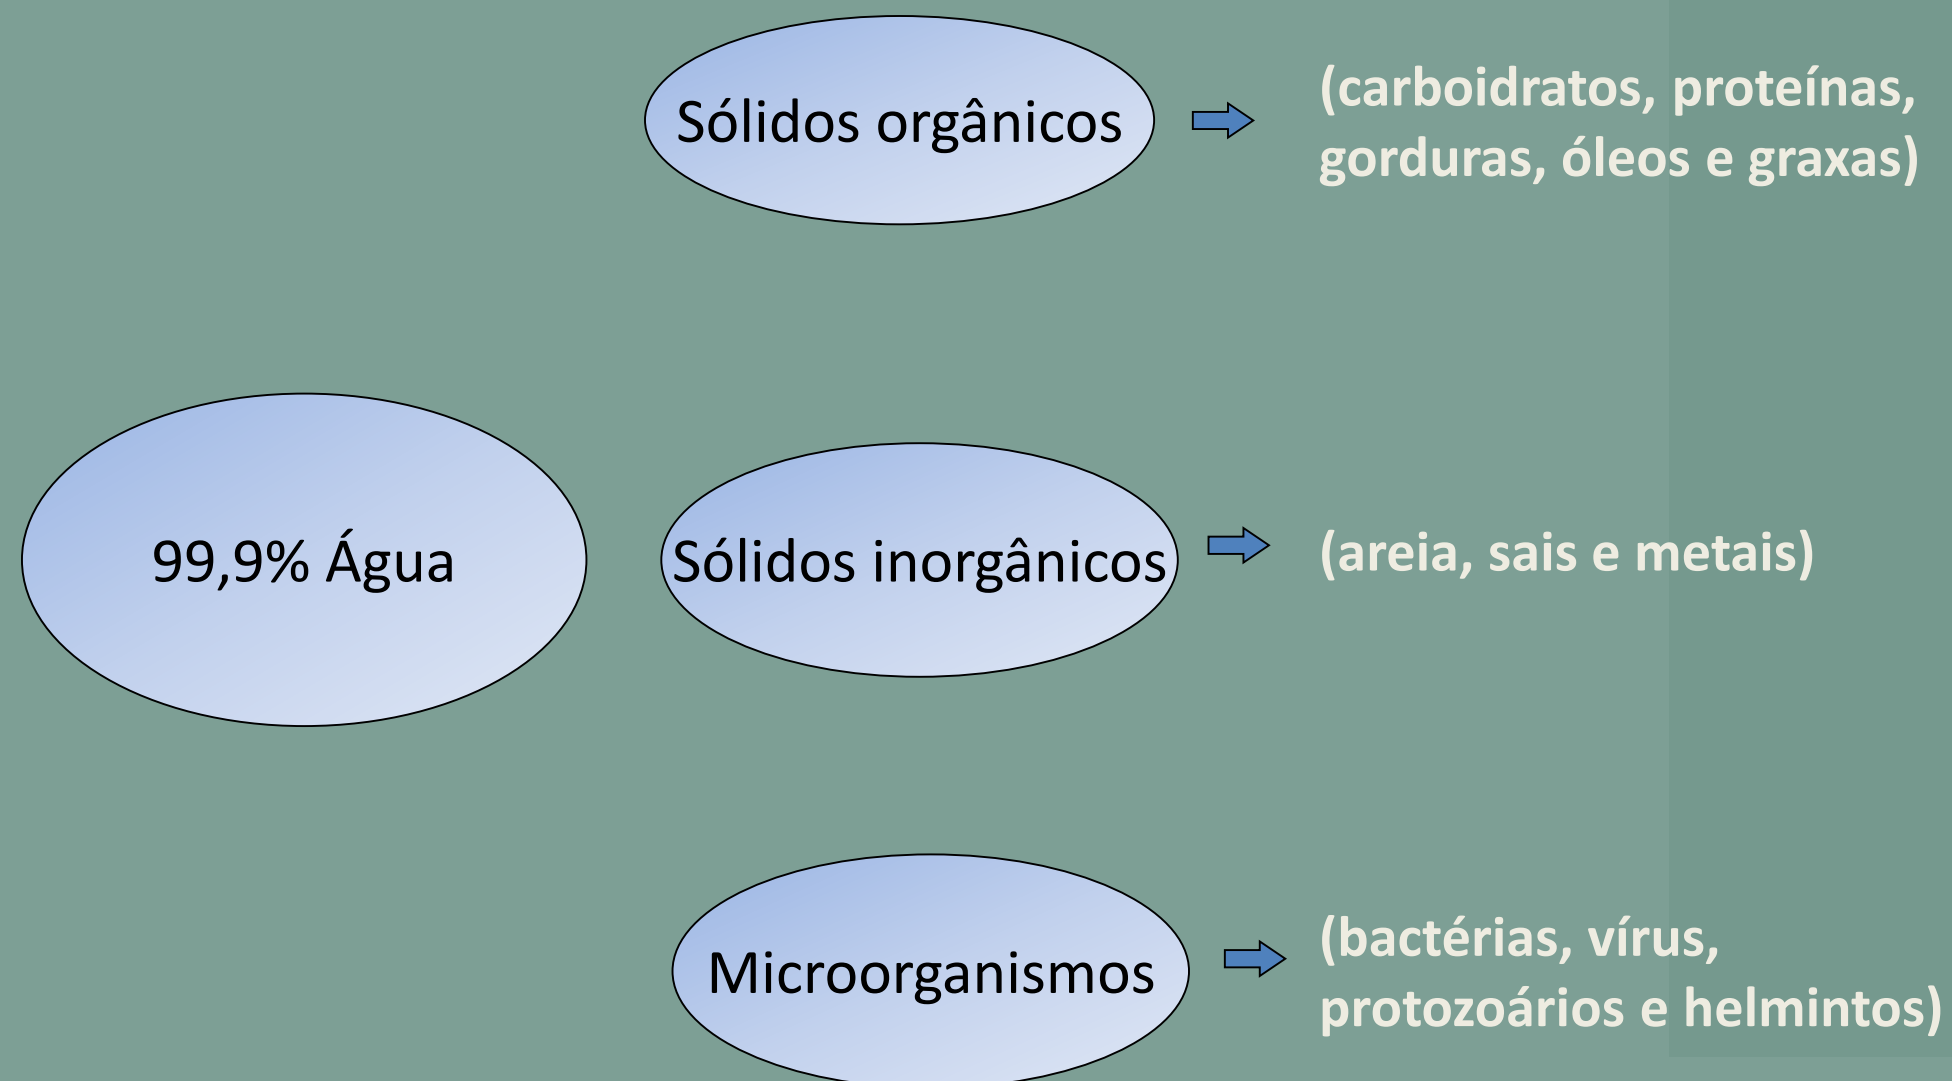 Sólidos orgânicos
(carboidratos, proteínas,
gorduras, óleos e graxas)
99,9% Água
Sólidos inorgânicos
(areia, sais e metais)
Microorganismos
(bactérias, vírus,
protozoários e helmintos)